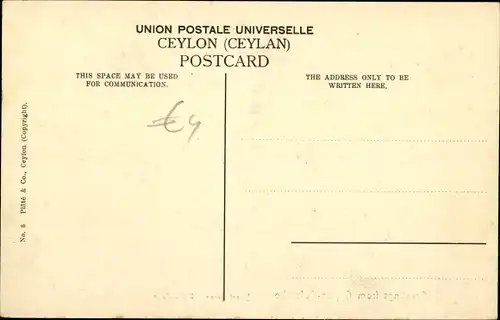 UNION POSTALE UNIVERSELLE
CEYLON (CEYLAN)
POSTCARD
THIS SPACE MAY BE USED
FOR COMMUNICATION.
THE ADDRESS ONLY TO BE
WRITTEN HERE.
£4
No. 8 Plâté & Co., Ceylon (Copyright).